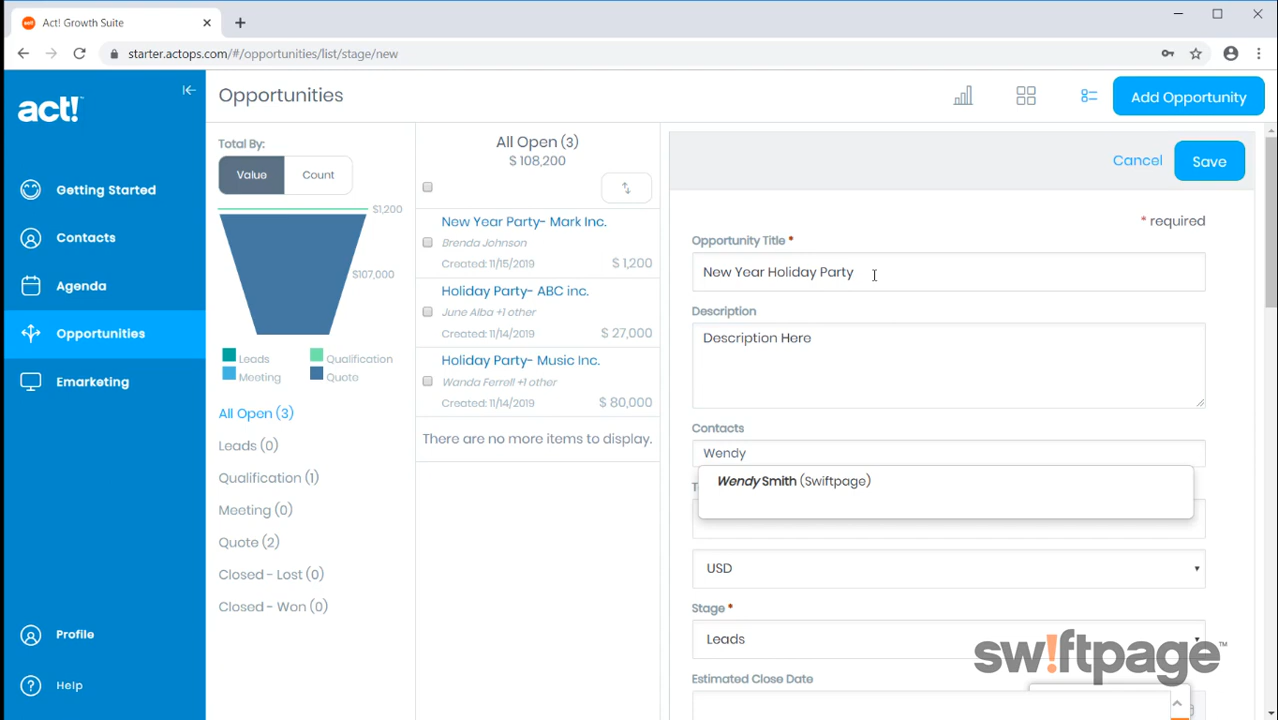 act! Act! Growth Suite
starter.actops.com/#/opportunities/list/stage/new
act!™
Getting Started
Contacts
Agenda
Opportunities
Emarketing
Profile
Help
Opportunities
Add Opportunity
Total By:
Value Count
$1,200
$107,000
Leads Qualification
Meeting Quote
All Open (3)
Leads (0)
Qualification (1)
Meeting (0)
Quote (2)
Closed - Lost (0)
Closed - Won (0)
All Open (3)
$ 108,200
New Year Party- Mark Inc.
Brenda Johnson
Created: 11/15/2019 $ 1,200
Holiday Party- ABC inc.
June Alba +1 other
Created: 11/14/2019 $ 27,000
Holiday Party- Music Inc.
Wanda Ferrell +1 other
Created: 11/14/2019 $ 80,000
There are no more items to display.
Cancel Save
* required
Opportunity Title *
New Year Holiday Party
Description
Description Here
Contacts
Wendy
Wendy Smith (Swiftpage)
USD
Stage *
Leads
Estimated Close Date
sw!ftpage™